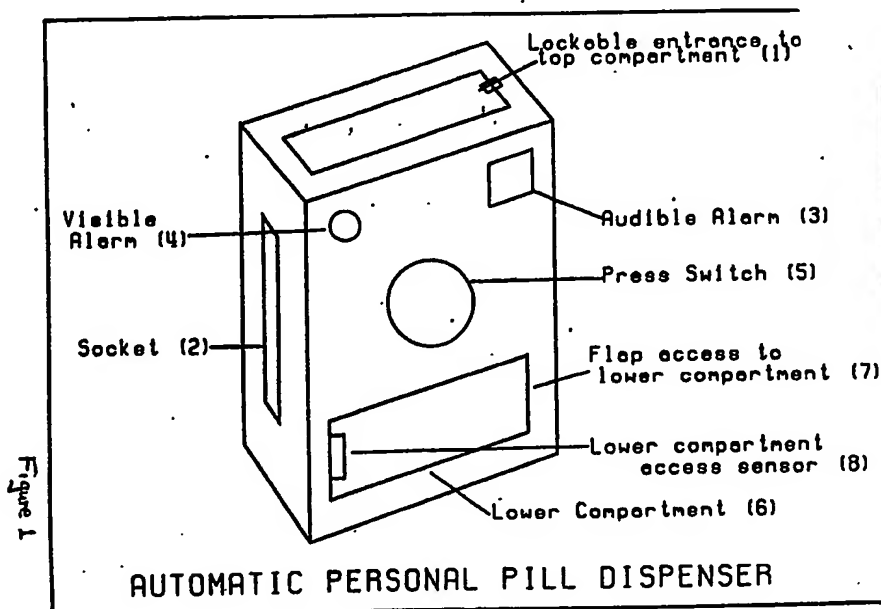 Lockable entrance to
top compartment (1)
Visible
Alarm (4)
Audible Alarm (3)
Press Switch (5)
Socket (2)
Flap access to
lower compartment (7)
Lower compartment
access sensor (8)
Lower Compartment (6)
Figure 1
AUTOMATIC PERSONAL PILL DISPENSER